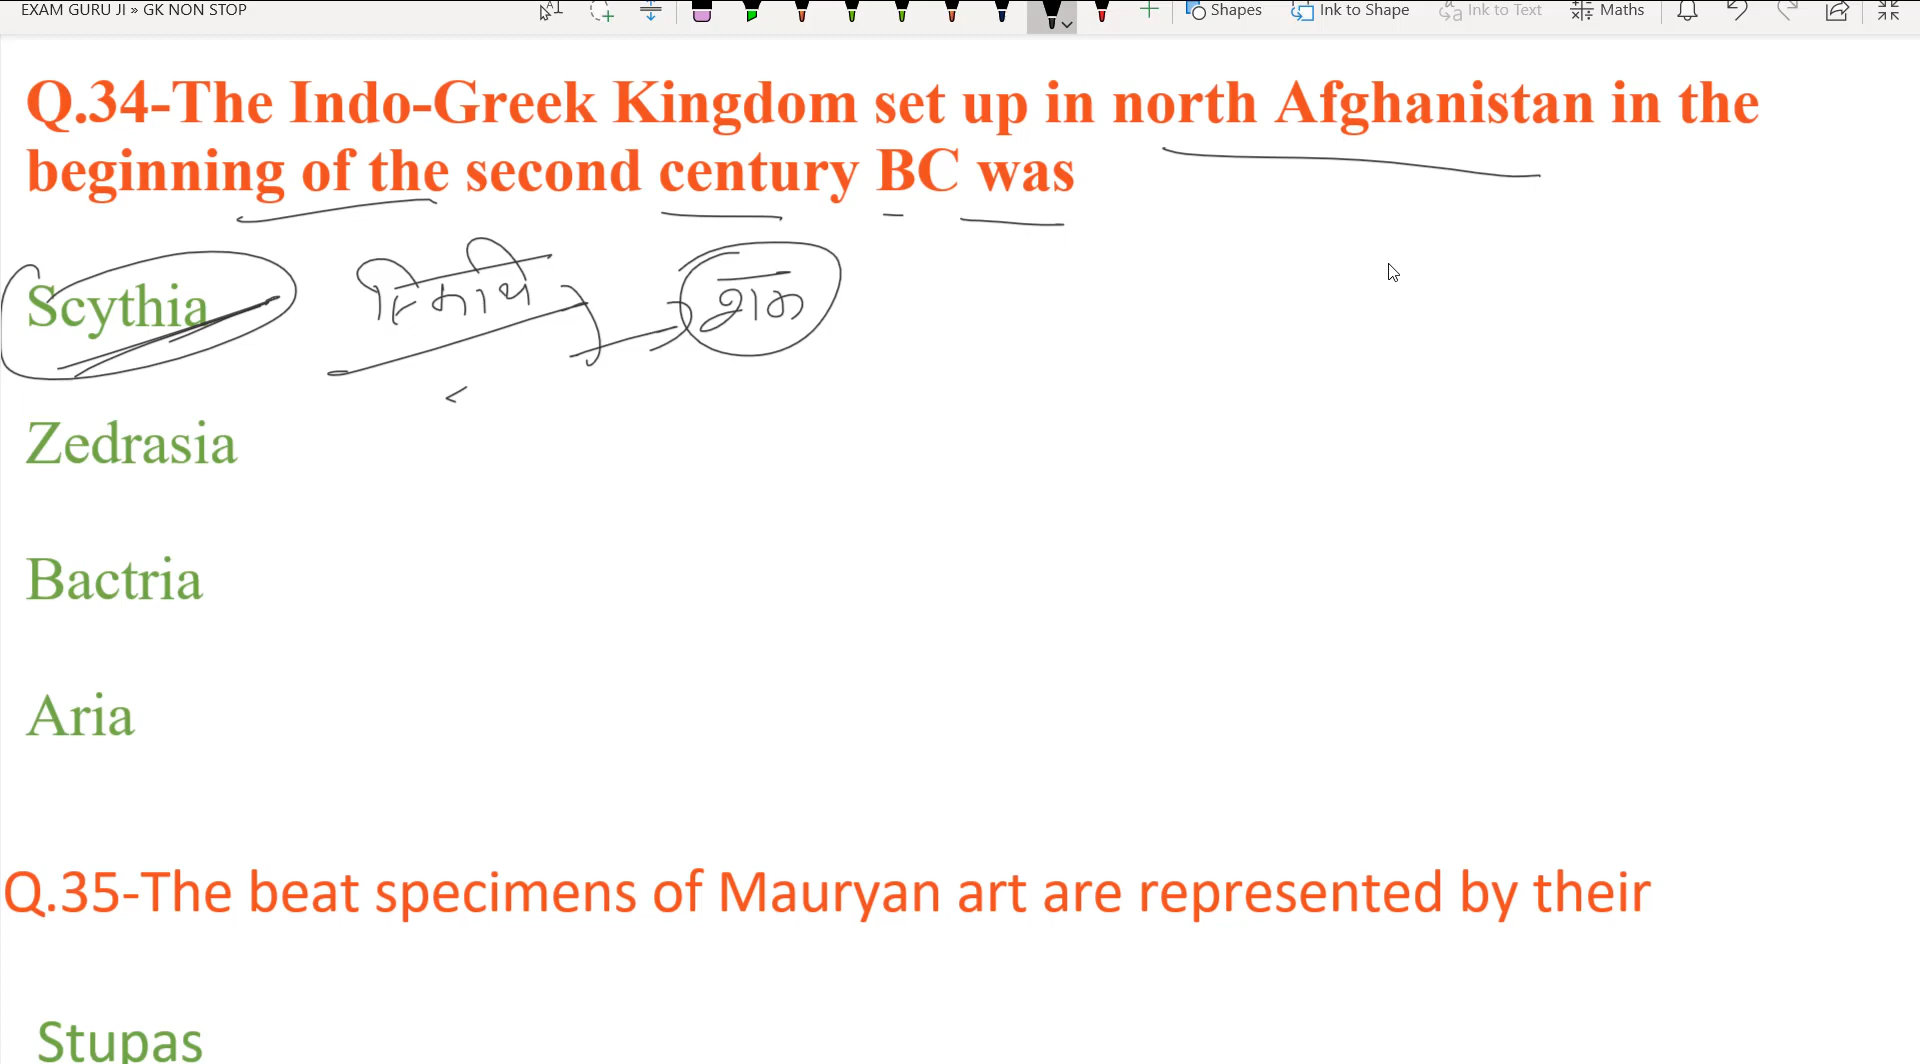 EXAM GURU JI » GK NON STOP
Shapes Ink to Shape Ink to Text Maths
Q.34-The Indo-Greek Kingdom set up in north Afghanistan in the
beginning of the second century BC was
Scythia शक
Zedrasia
Bactria
Aria
Q.35-The beat specimens of Mauryan art are represented by their
Stupas